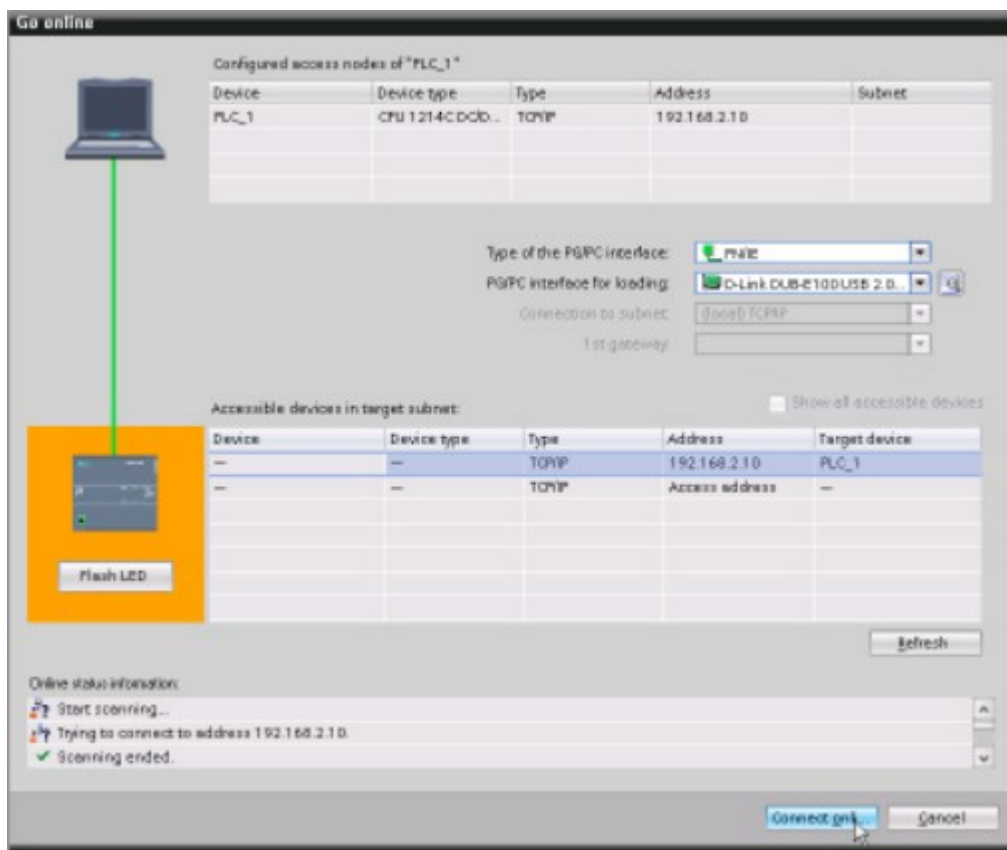 Go online
Configured access nodes of "PLC_1"
Device Device type Type Address Subnet
PLC_1 CPU 1214C DC/D... TCP/IP 192.168.2.10
Type of the PG/PC interface: PN/IE
PG/PC interface for loading: D-Link DUB-E100 USB 2.0...
Connection to subnet: (local) TCP/IP
1st gateway:
Accessible devices in target subnet:
Show all accessible devices
Device Device type Type Address Target device
— — TCP/IP 192.168.2.10 PLC_1
— — TCP/IP Access address —
Flash LED
Refresh
Online status information:
Start scanning...
Trying to connect to address 192.168.2.10.
Scanning ended.
Connect onli... Cancel